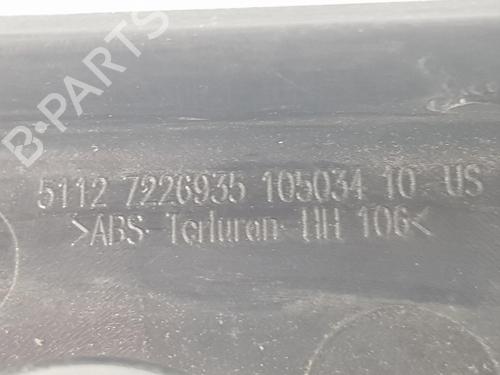 B-PARTS
5112 7226935 105034 10 US
>ABS Terluran HH 106<